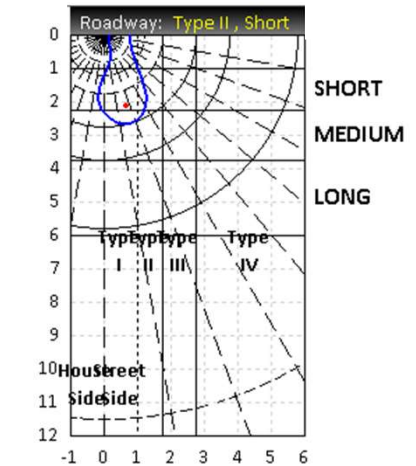 Roadway: Type II , Short
0
1
2
3
4
5
6
7
8
9
10
11
12
SHORT
MEDIUM
LONG
Type Type Type Type
I II III IV
House Street
Side Side
-1 0 1 2 3 4 5 6